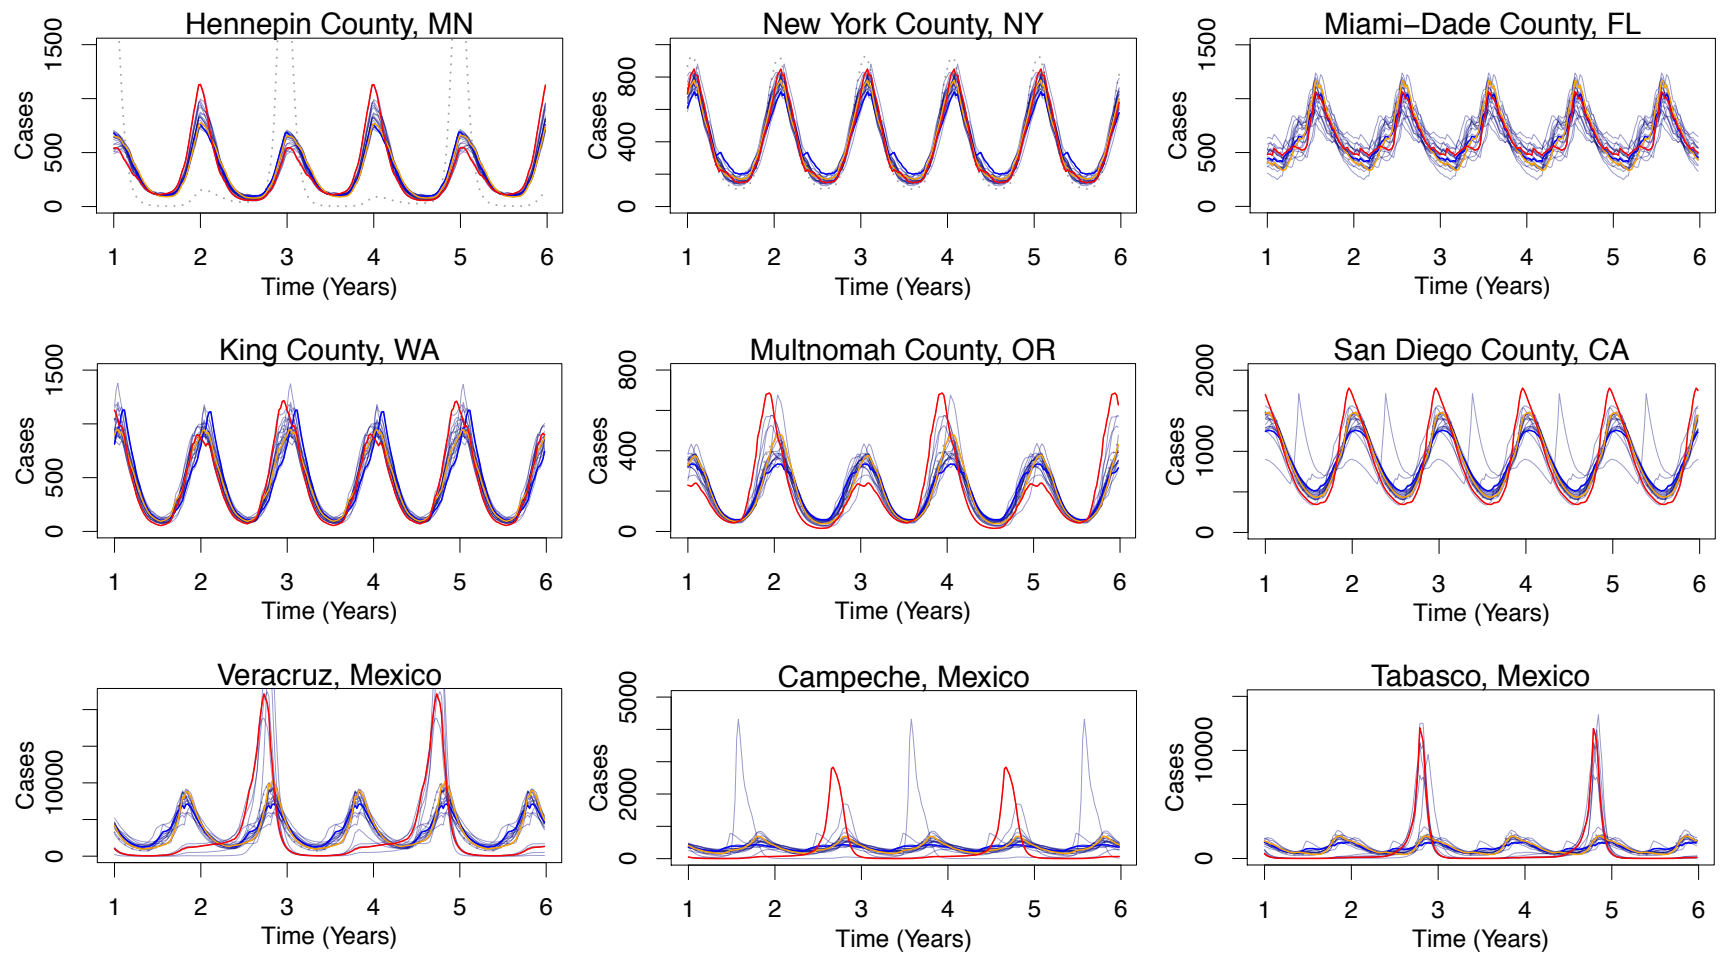 Hennepin County, MN
Cases
0 500 1500
1 2 3 4 5 6
Time (Years)
New York County, NY
Cases
0 400 800
1 2 3 4 5 6
Time (Years)
Miami−Dade County, FL
Cases
0 500 1500
1 2 3 4 5 6
Time (Years)
King County, WA
Cases
0 500 1500
1 2 3 4 5 6
Time (Years)
Multnomah County, OR
Cases
0 400 800
1 2 3 4 5 6
Time (Years)
San Diego County, CA
Cases
0 1000 2000
1 2 3 4 5 6
Time (Years)
Veracruz, Mexico
Cases
0 10000
1 2 3 4 5 6
Time (Years)
Campeche, Mexico
Cases
0 2000 5000
1 2 3 4 5 6
Time (Years)
Tabasco, Mexico
Cases
0 10000
1 2 3 4 5 6
Time (Years)